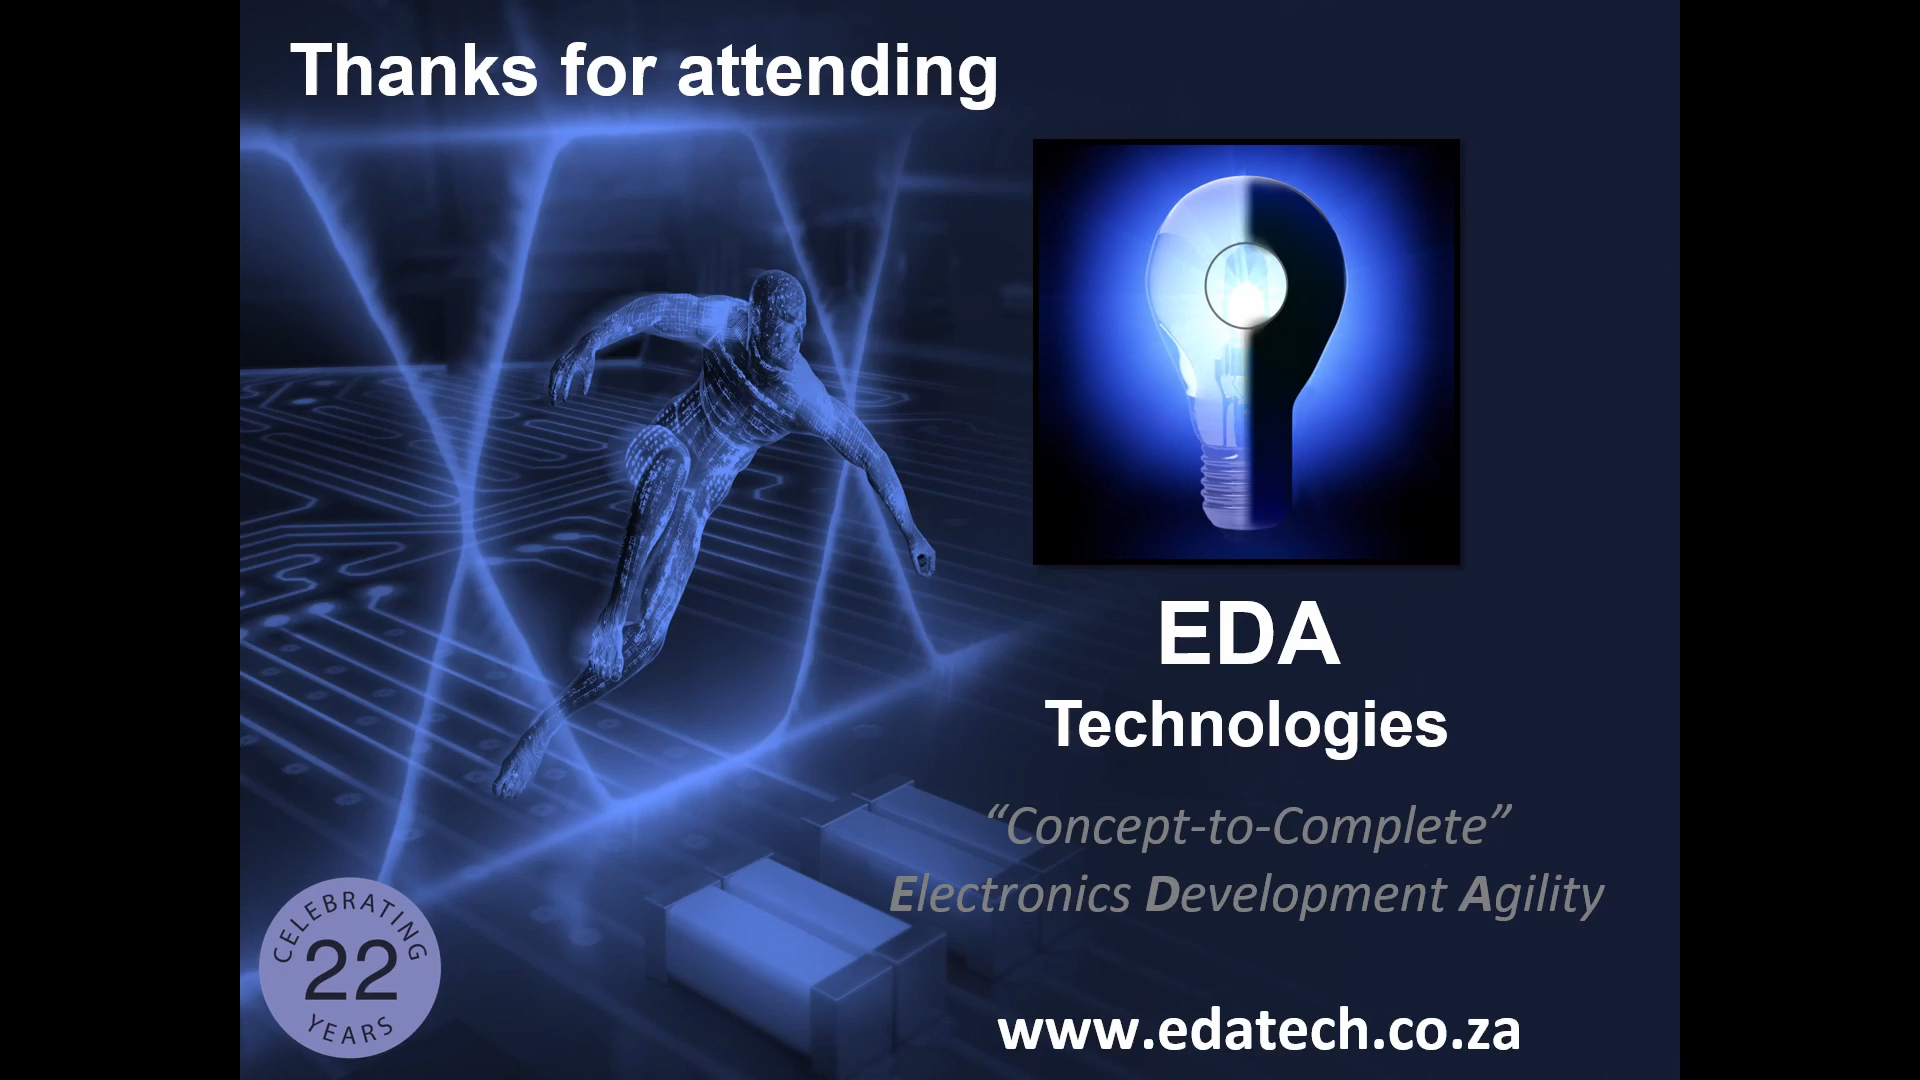 Thanks for attending
EDA
Technologies
“Concept-to-Complete”
Electronics Development Agility
CELEBRATING
22
YEARS
www.edatech.co.za